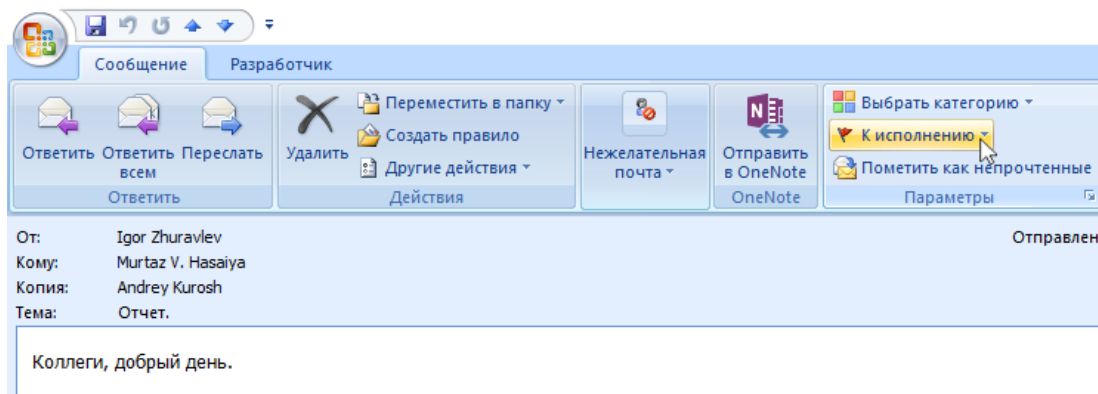 Сообщение Разработчик
Ответить Ответить всем Переслать
Ответить
Удалить
Переместить в папку
Создать правило
Другие действия
Действия
Нежелательная почта
Отправить в OneNote
OneNote
Выбрать категорию
К исполнению
Пометить как непрочтенные
Параметры
От: Igor Zhuravlev
Отправлен
Кому: Murtaz V. Hasaiya
Копия: Andrey Kurosh
Тема: Отчет.
Коллеги, добрый день.